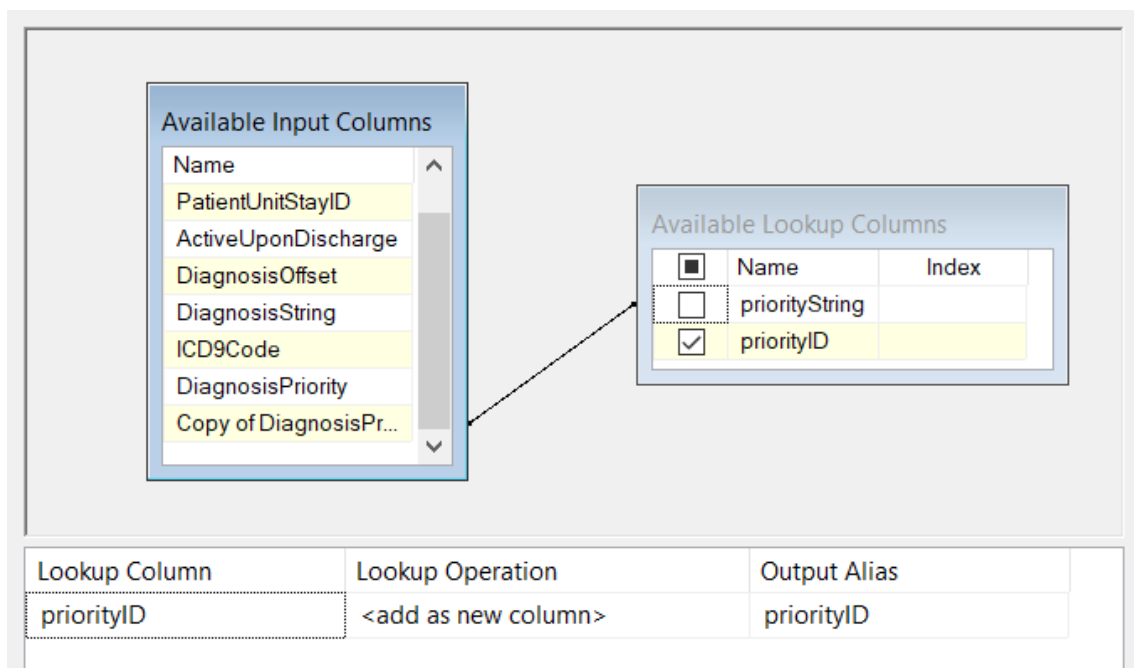 Available Input Columns
Name
PatientUnitStayID
ActiveUponDischarge
DiagnosisOffset
DiagnosisString
ICD9Code
DiagnosisPriority
Copy of DiagnosisPr...
Available Lookup Columns
Name Index
priorityString
priorityID
Lookup Column Lookup Operation Output Alias
priorityID <add as new column> priorityID